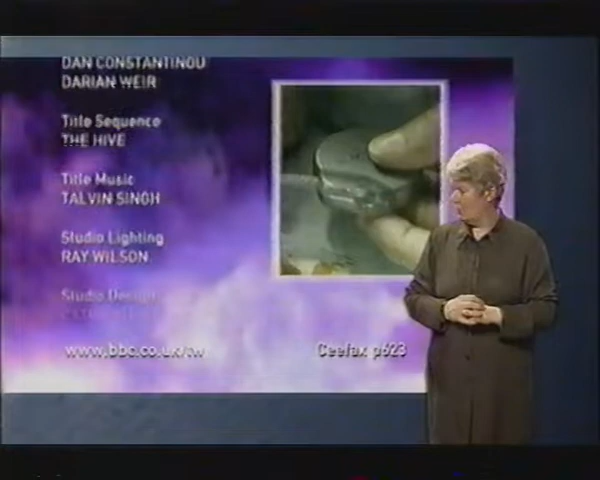 DAN CONSTANTINOU
DARIAN WEIR
Title Sequence
THE HIVE
Title Music
TALVIN SINGH
Studio Lighting
RAY WILSON
Studio Design
www.bbc.co.uk/tw
Ceefax p623